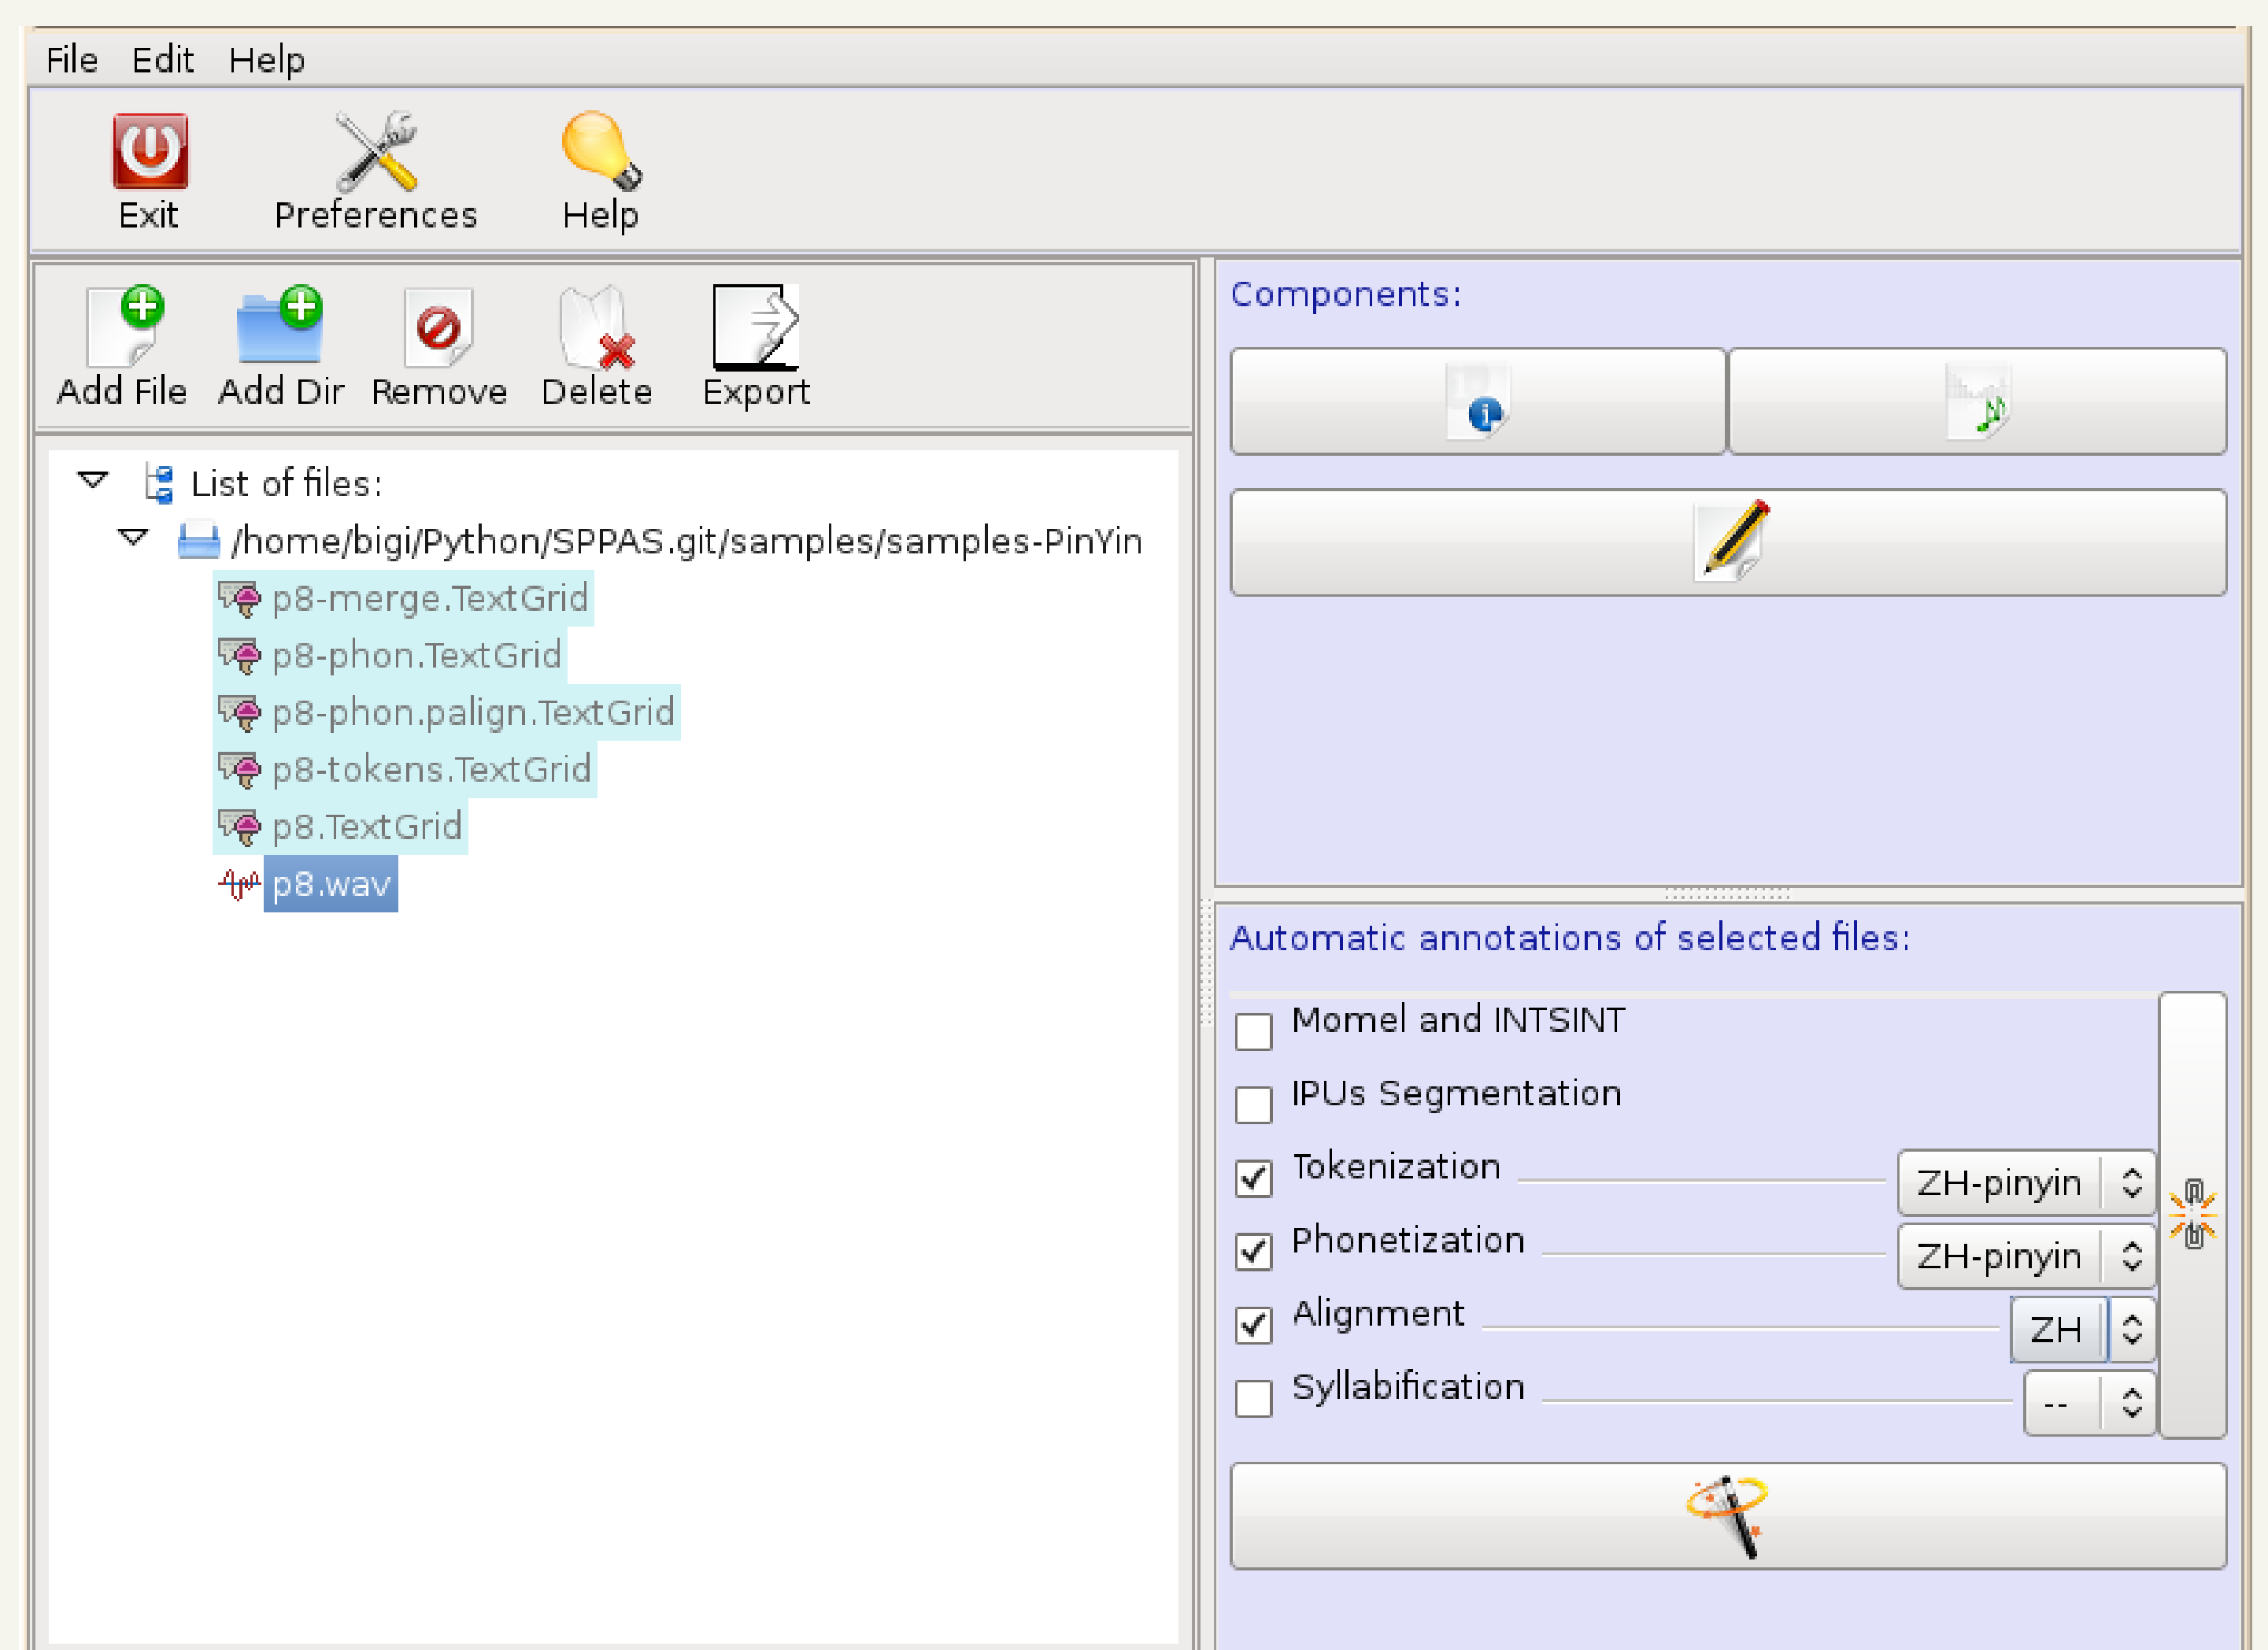 File Edit Help
Exit Preferences Help
Add File Add Dir Remove Delete Export
List of files:
/home/bigi/Python/SPPAS.git/samples/samples-PinYin
p8-merge.TextGrid
p8-phon.TextGrid
p8-phon.palign.TextGrid
p8-tokens.TextGrid
p8.TextGrid
p8.wav
Components:
Automatic annotations of selected files:
Momel and INTSINT
IPUs Segmentation
Tokenization ZH-pinyin
Phonetization ZH-pinyin
Alignment ZH
Syllabification --